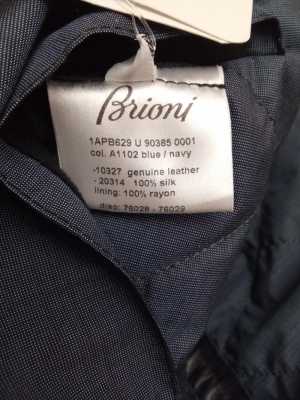 Brioni
1APB629 U 90385 0001
col. A1102 blue / navy
-10327 genuine leather
- 20314 100% silk
lining: 100% rayon
disp: 76028 - 76029